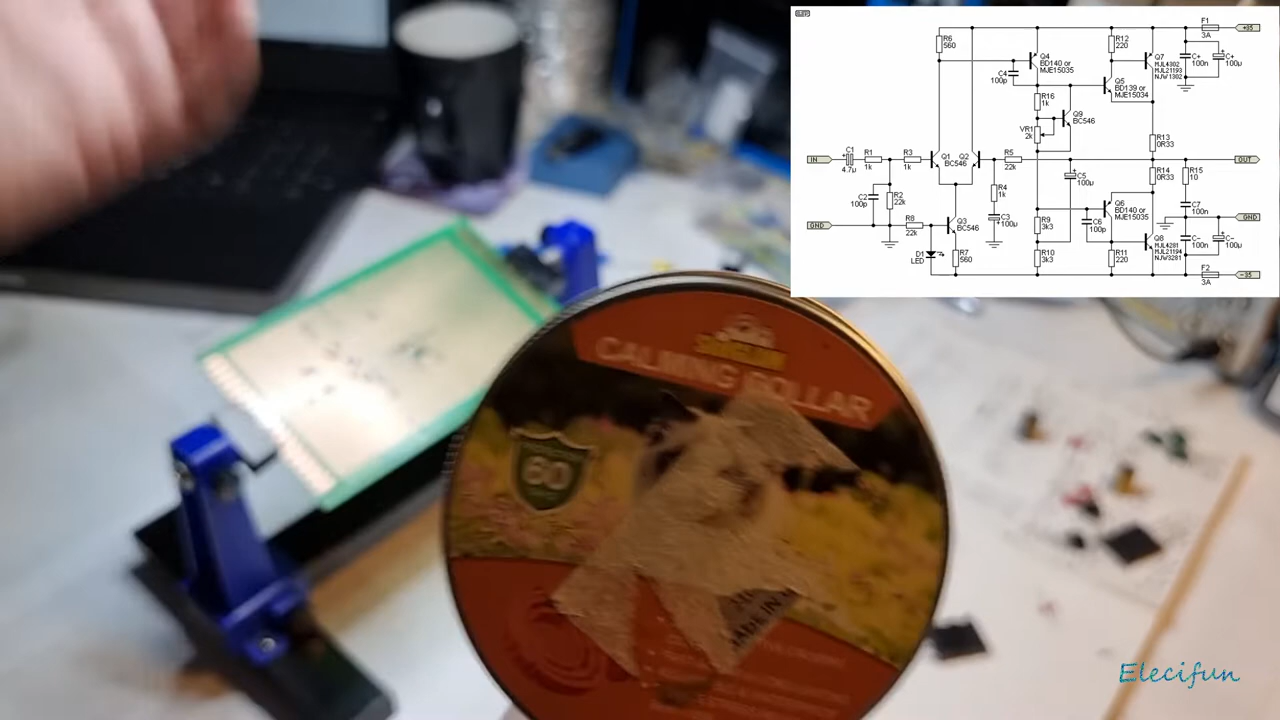 F1
3A
+35
R6
560
R12
220
Q4
BD140 or
MJE15035
Q7
MJL4302
MJL21193
NJW1302
C+
100n
C+
100µ
C4
100p
Q5
BD139 or
MJE15034
R16
1k
Q9
BC546
VR1
2k
R13
0R33
IN
C1
4.7µ
R1
1k
R3
1k
Q1
BC546
Q2
R5
22k
OUT
R14
0R33
R15
10
C5
100µ
R4
1k
C2
100p
R2
22k
Q6
BD140 or
MJE15035
C7
100n
GND
GND
R8
22k
Q3
BC546
C3
100µ
R9
3k3
C6
100p
Q8
MJL4281
MJL21194
NJW3281
C-
100n
C-
100µ
D1
LED
R7
560
R10
3k3
R11
220
F2
3A
-35
CALMING COLLAR
60
MADE IN
Elecifun